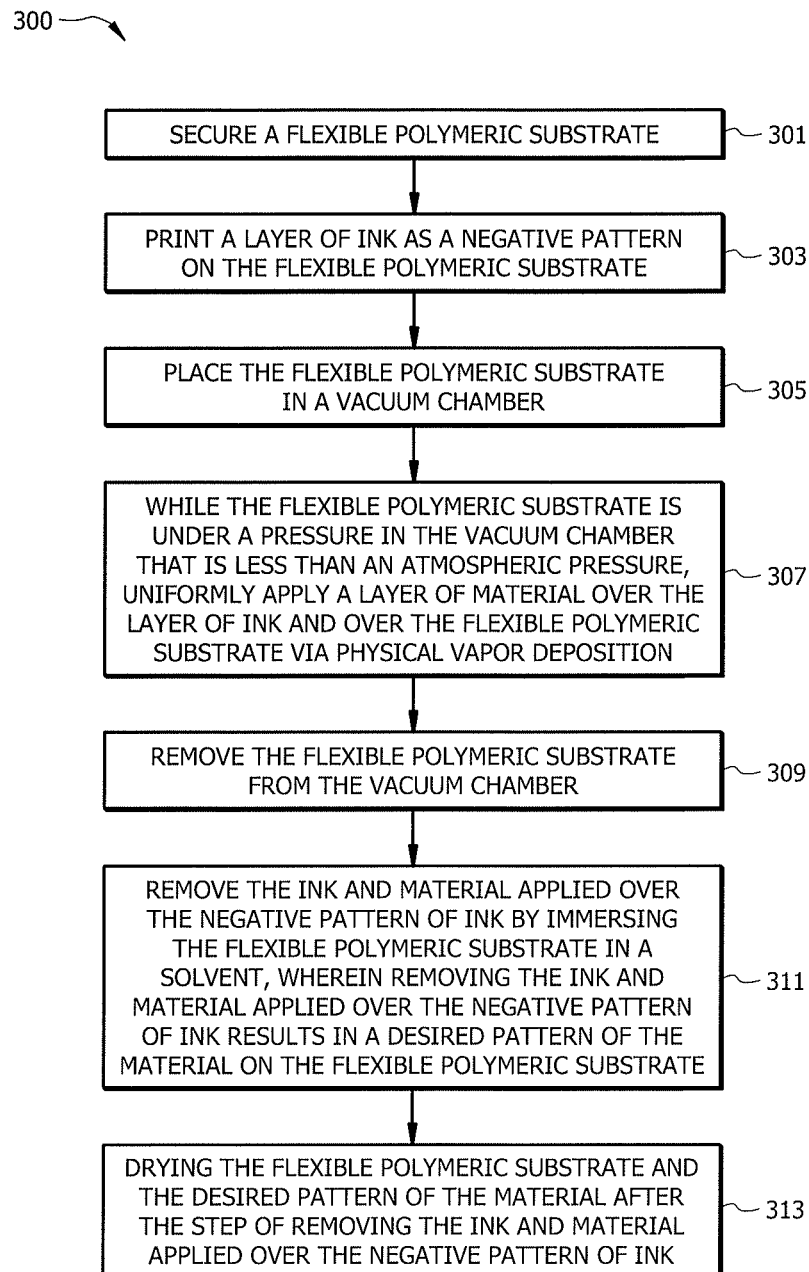 300
SECURE A FLEXIBLE POLYMERIC SUBSTRATE
301
PRINT A LAYER OF INK AS A NEGATIVE PATTERN
ON THE FLEXIBLE POLYMERIC SUBSTRATE
303
PLACE THE FLEXIBLE POLYMERIC SUBSTRATE
IN A VACUUM CHAMBER
305
WHILE THE FLEXIBLE POLYMERIC SUBSTRATE IS
UNDER A PRESSURE IN THE VACUUM CHAMBER
THAT IS LESS THAN AN ATMOSPHERIC PRESSURE,
UNIFORMLY APPLY A LAYER OF MATERIAL OVER THE
LAYER OF INK AND OVER THE FLEXIBLE POLYMERIC
SUBSTRATE VIA PHYSICAL VAPOR DEPOSITION
307
REMOVE THE FLEXIBLE POLYMERIC SUBSTRATE
FROM THE VACUUM CHAMBER
309
REMOVE THE INK AND MATERIAL APPLIED OVER
THE NEGATIVE PATTERN OF INK BY IMMERSING
THE FLEXIBLE POLYMERIC SUBSTRATE IN A
SOLVENT, WHEREIN REMOVING THE INK AND
MATERIAL APPLIED OVER THE NEGATIVE PATTERN
OF INK RESULTS IN A DESIRED PATTERN OF THE
MATERIAL ON THE FLEXIBLE POLYMERIC SUBSTRATE
311
DRYING THE FLEXIBLE POLYMERIC SUBSTRATE AND
THE DESIRED PATTERN OF THE MATERIAL AFTER
THE STEP OF REMOVING THE INK AND MATERIAL
APPLIED OVER THE NEGATIVE PATTERN OF INK
313